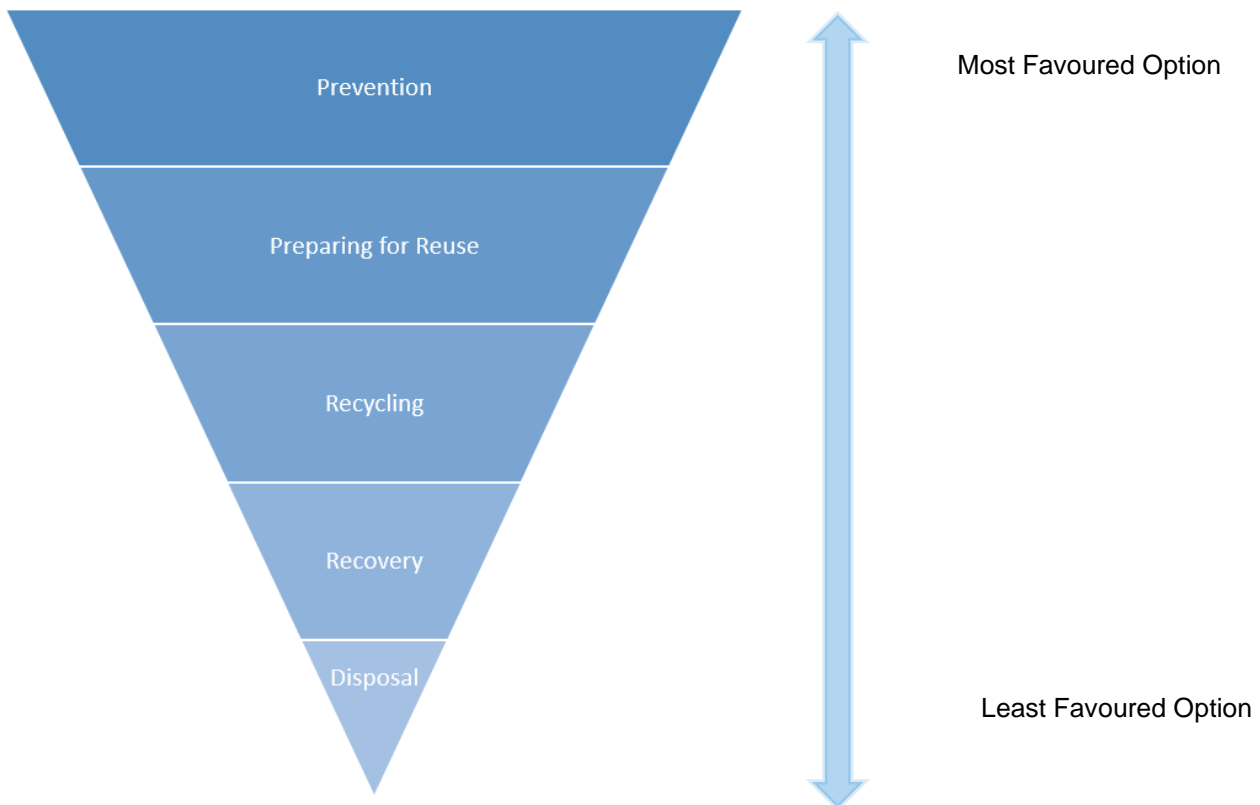 Prevention
Most Favoured Option
Preparing for Reuse
Recycling
Recovery
Disposal
Least Favoured Option